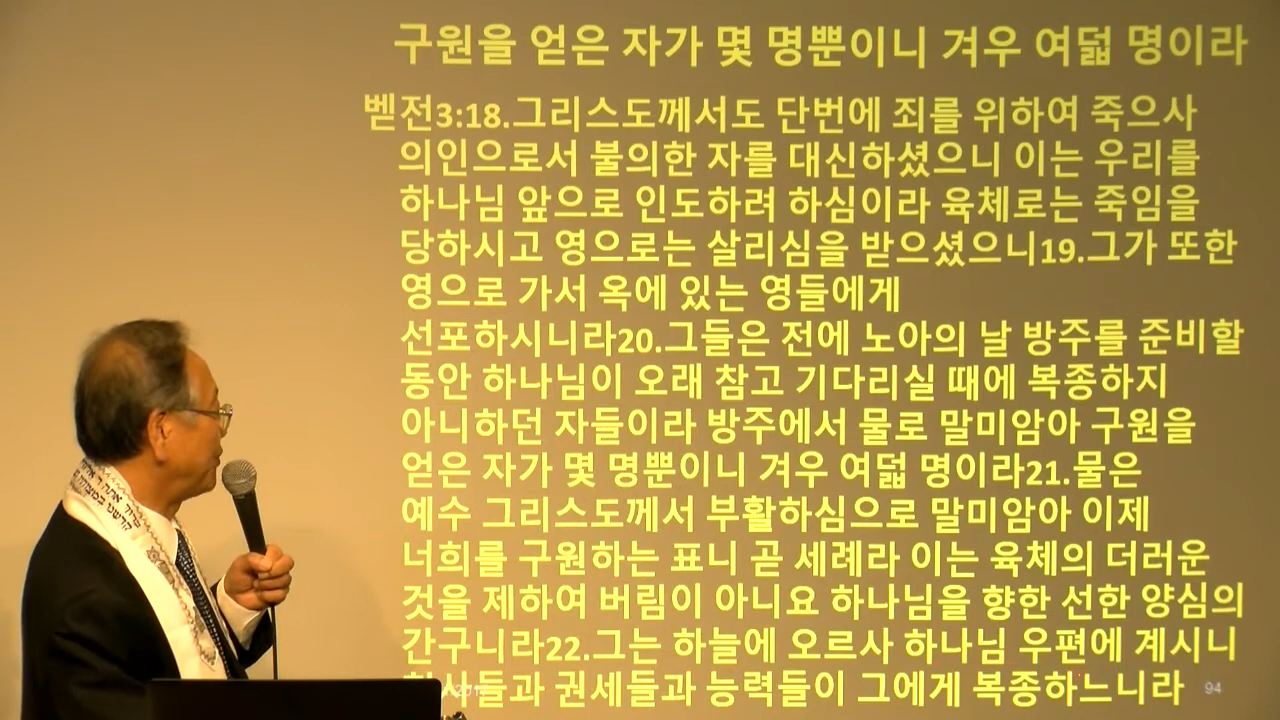 구원을 얻은 자가 몇 명뿐이니 겨우 여덟 명이라
벧전3:18.그리스도께서도 단번에 죄를 위하여 죽으사
의인으로서 불의한 자를 대신하셨으니 이는 우리를
하나님 앞으로 인도하려 하심이라 육체로는 죽임을
당하시고 영으로는 살리심을 받으셨으니19.그가 또한
영으로 가서 옥에 있는 영들에게
선포하시니라20.그들은 전에 노아의 날 방주를 준비할
동안 하나님이 오래 참고 기다리실 때에 복종하지
아니하던 자들이라 방주에서 물로 말미암아 구원을
얻은 자가 몇 명뿐이니 겨우 여덟 명이라21.물은
예수 그리스도께서 부활하심으로 말미암아 이제
너희를 구원하는 표니 곧 세례라 이는 육체의 더러운
것을 제하여 버림이 아니요 하나님을 향한 선한 양심의
간구니라22.그는 하늘에 오르사 하나님 우편에 계시니
권세들과 능력들이 그에게 복종하느니라
94